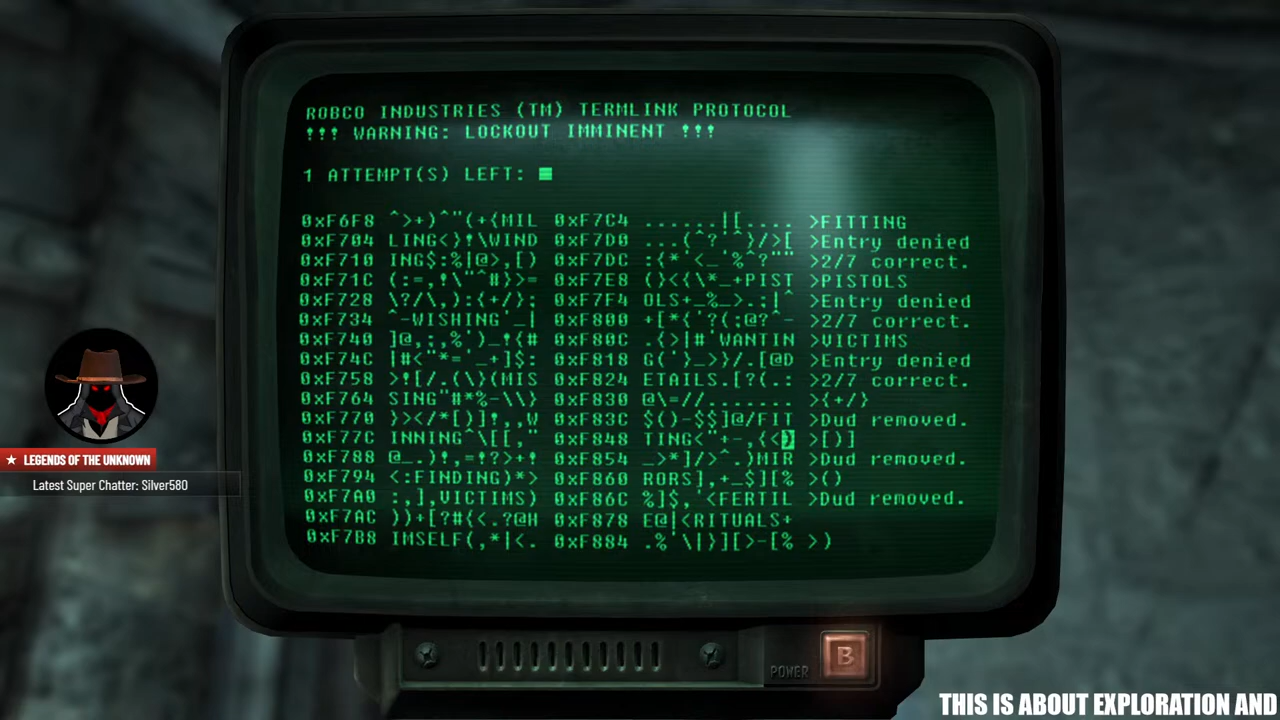 ROBCO INDUSTRIES (TM) TERMLINK PROTOCOL
!!! WARNING: LOCKOUT IMMINENT !!!
1 ATTEMPT(S) LEFT:
0xF6F8 ^>+)^"(+{MIL 0xF7C4 .......|[.... >FITTING
0xF704 LING<}!\WIND 0xF7D0 ...(^?'^}/>[ >Entry denied
0xF710 ING$:%|@>,[) 0xF7DC :{*'<_'%^?"" >2/7 correct.
0xF71C (:=,!\"^#}>= 0xF7E8 (}<{\*_+PIST >PISTOLS
0xF728 \?/\,):{+/}; 0xF7F4 OLS+_%_>.;|^ >Entry denied
0xF734 ^-WISHING'_| 0xF800 +[*{'?(;@?^- >2/7 correct.
0xF740 ]@,:,%')_!{# 0xF80C .{>|#'WANTIN >VICTIMS
0xF74C |#<"*='_+]$: 0xF818 G('}_>}/.[@D >Entry denied
0xF758 >![/.(\}(MIS 0xF824 ETAILS.[?(.: >2/7 correct.
0xF764 SING"#*%-\\} 0xF830 @\=//....... >{+/}
0xF770 }></*[)]!,,W 0xF83C $()-$$]@/FIT >Dud removed.
0xF77C INNING^\[[," 0xF848 TING<"+-,{<} >[)]
0xF788 @_.)!,=!?>+! 0xF854 _>*]/>^.)MIR >Dud removed.
0xF794 <:FINDING)*> 0xF860 RORS],+_$][% >()
0xF7A0 :,],VICTIMS) 0xF86C %]$,'<FERTIL >Dud removed.
0xF7AC ))+[?#{<.?@H 0xF878 E@|<RITUALS+
0xF7B8 IMSELF(,*|<. 0xF884 .%'\|}][>-[% >)
★ LEGENDS OF THE UNKNOWN
Latest Super Chatter: Silver580
POWER B
THIS IS ABOUT EXPLORATION AND